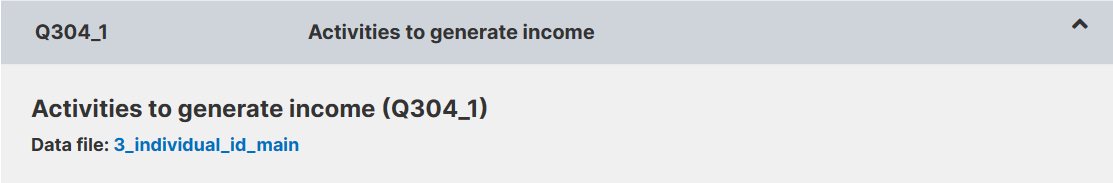 Q304_1 Activities to generate income
Activities to generate income (Q304_1)
Data file: 3_individual_id_main